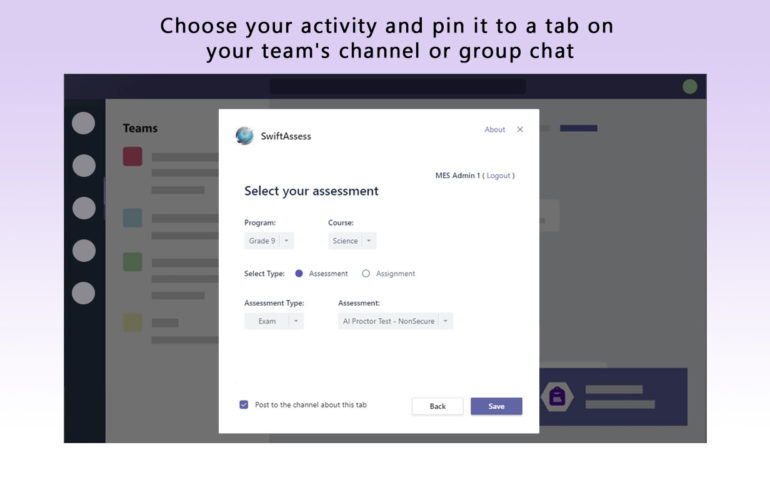 Choose your activity and pin it to a tab on
your team's channel or group chat
Teams
SwiftAssess
About
MES Admin 1 ( Logout )
Select your assessment
Program: Course:
Grade 9 Science
Select Type: Assessment Assignment
Assessment Type: Assessment:
Exam AI Proctor Test - NonSecure
Post to the channel about this tab Back Save